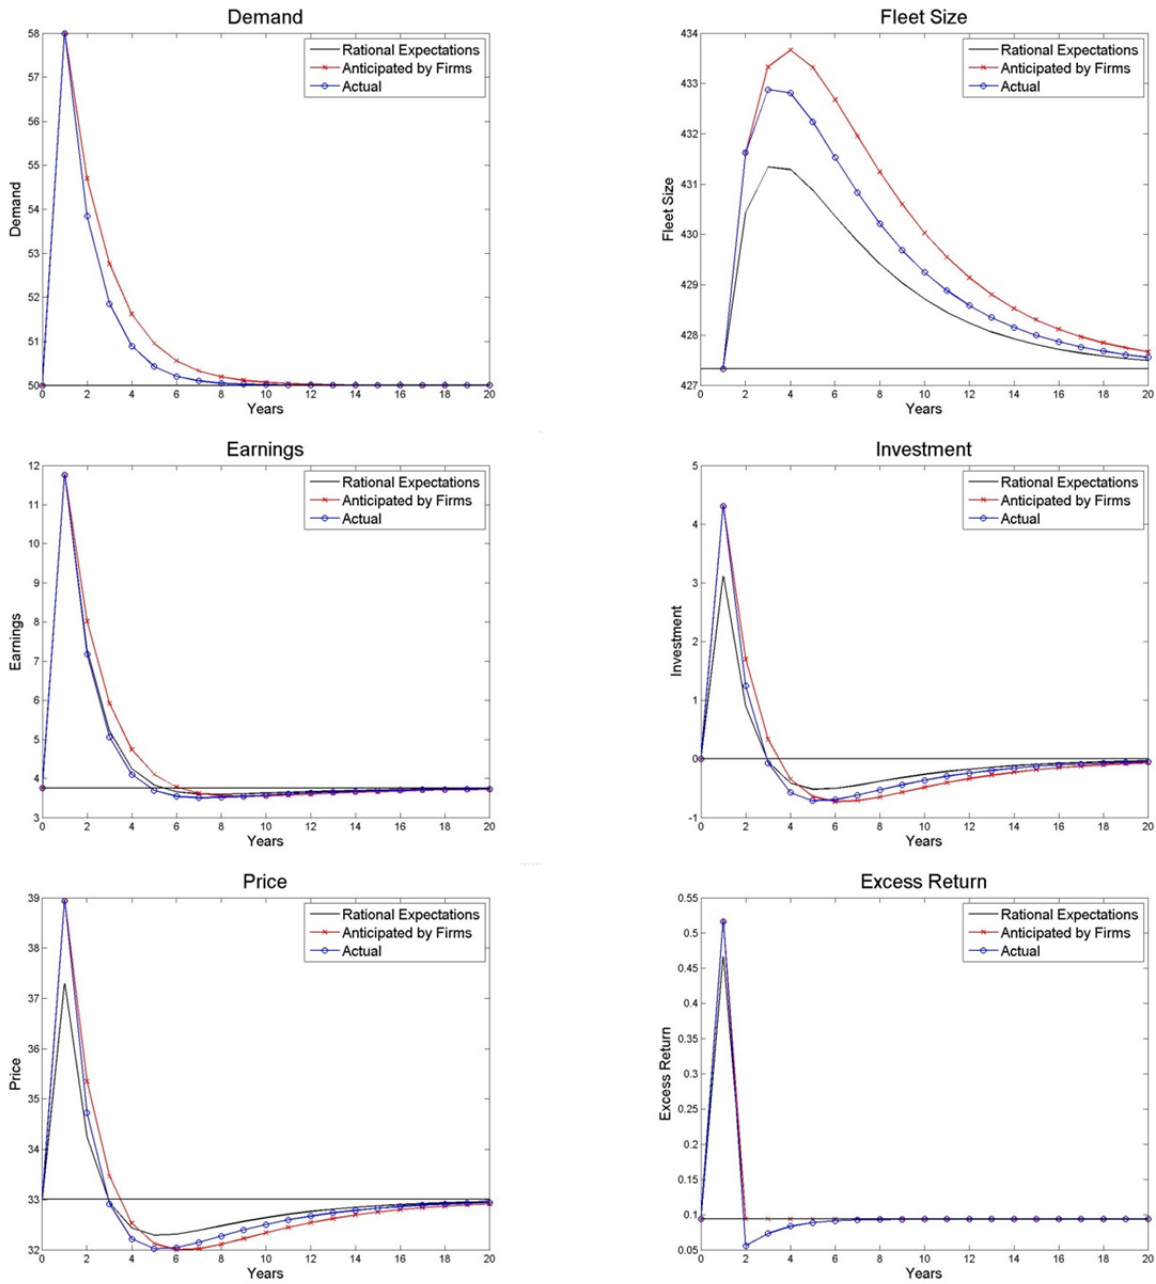 Demand
58
57
56
55
54
53
52
51
50
Demand
0 2 4 6 8 10 12 14 16 18 20
Years
Rational Expectations
Anticipated by Firms
Actual
Fleet Size
434
433
432
431
430
429
428
427
Fleet Size
0 2 4 6 8 10 12 14 16 18 20
Years
Rational Expectations
Anticipated by Firms
Actual
Earnings
12
11
10
9
8
7
6
5
4
3
Earnings
0 2 4 6 8 10 12 14 16 18 20
Years
Rational Expectations
Anticipated by Firms
Actual
Investment
5
4
3
2
1
0
-1
Investment
0 2 4 6 8 10 12 14 16 18 20
Years
Rational Expectations
Anticipated by Firms
Actual
Price
39
38
37
36
35
34
33
32
Price
0 2 4 6 8 10 12 14 16 18 20
Years
Rational Expectations
Anticipated by Firms
Actual
Excess Return
0.55
0.5
0.45
0.4
0.35
0.3
0.25
0.2
0.15
0.1
0.05
Excess Return
0 2 4 6 8 10 12 14 16 18 20
Years
Rational Expectations
Anticipated by Firms
Actual